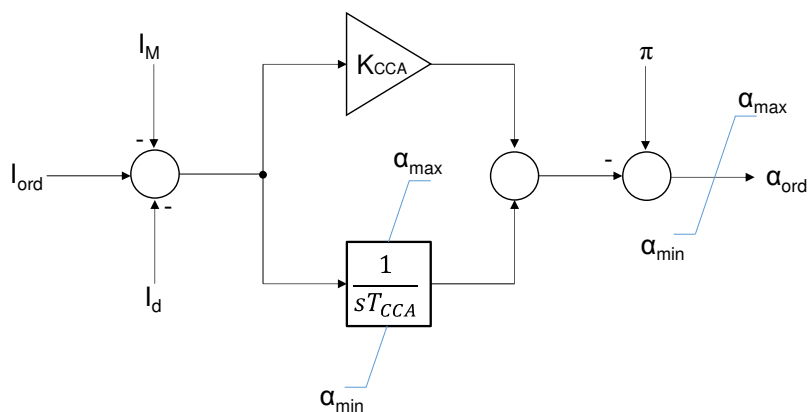 I_M
-
I_ord
-
I_d
K_CCA
α_max
1
sT_CCA
α_min
π
-
α_max
α_ord
α_min